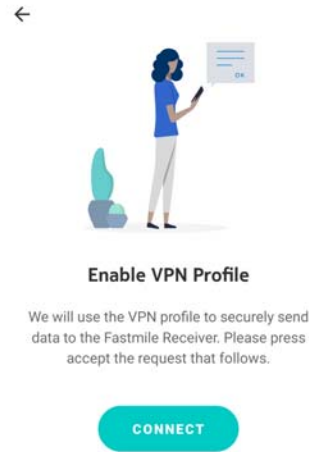 OK
Enable VPN Profile
We will use the VPN profile to securely send
data to the Fastmile Receiver. Please press
accept the request that follows.
CONNECT